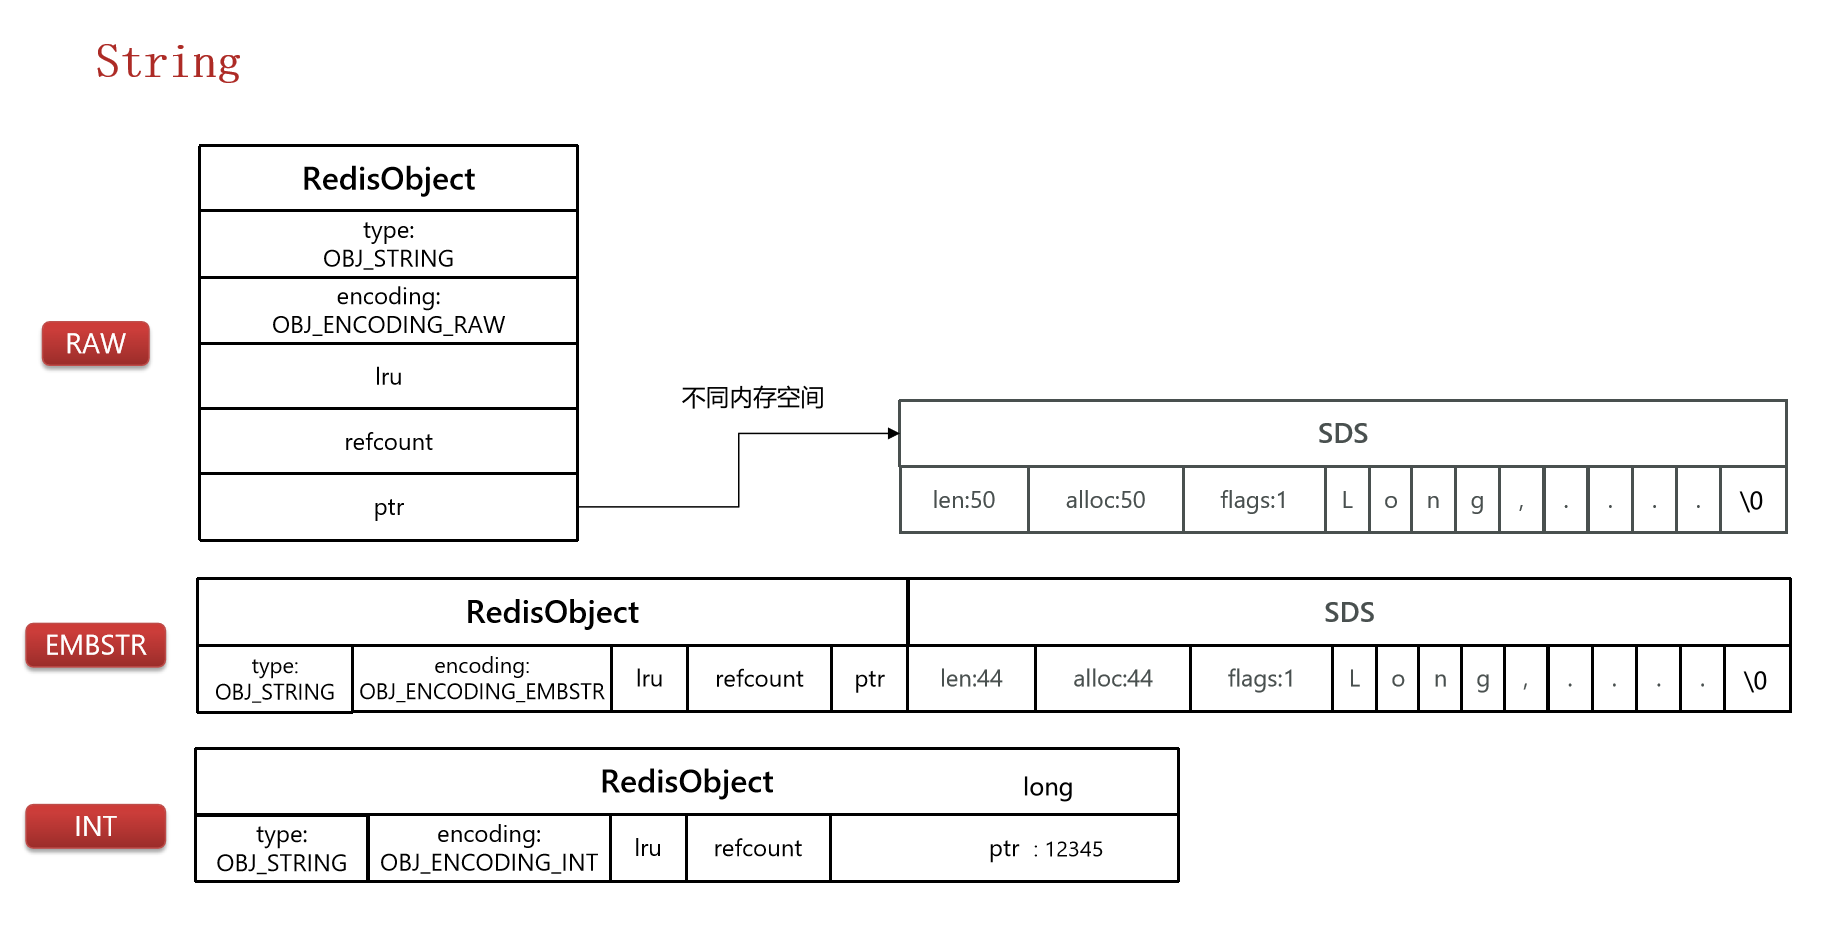 String
RAW
RedisObject
type:
OBJ_STRING
encoding:
OBJ_ENCODING_RAW
lru
refcount
ptr
不同内存空间
SDS
len:50 alloc:50 flags:1 L o n g , . . . . \0
EMBSTR
RedisObject SDS
type:
OBJ_STRING
encoding:
OBJ_ENCODING_EMBSTR
lru refcount ptr len:44 alloc:44 flags:1 L o n g , . . . . \0
INT
RedisObject
long
type:
OBJ_STRING
encoding:
OBJ_ENCODING_INT
lru refcount ptr : 12345